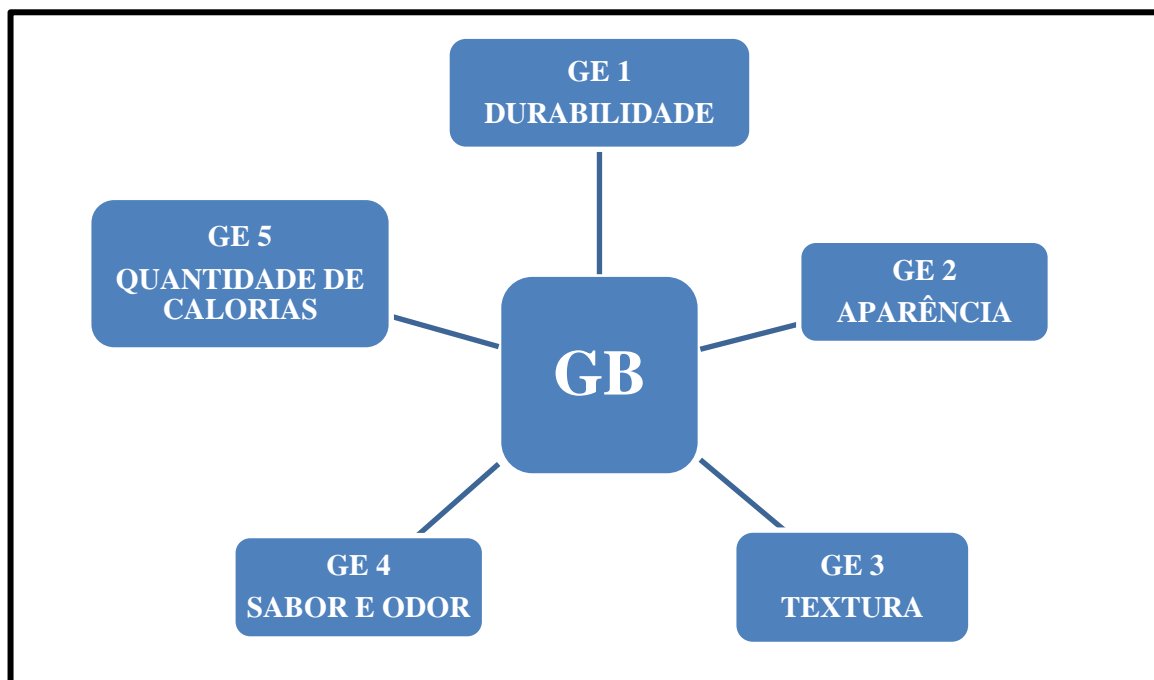 GE 1
DURABILIDADE
GE 5
QUANTIDADE DE
CALORIAS
GE 2
APARÊNCIA
GB
GE 4
SABOR E ODOR
GE 3
TEXTURA